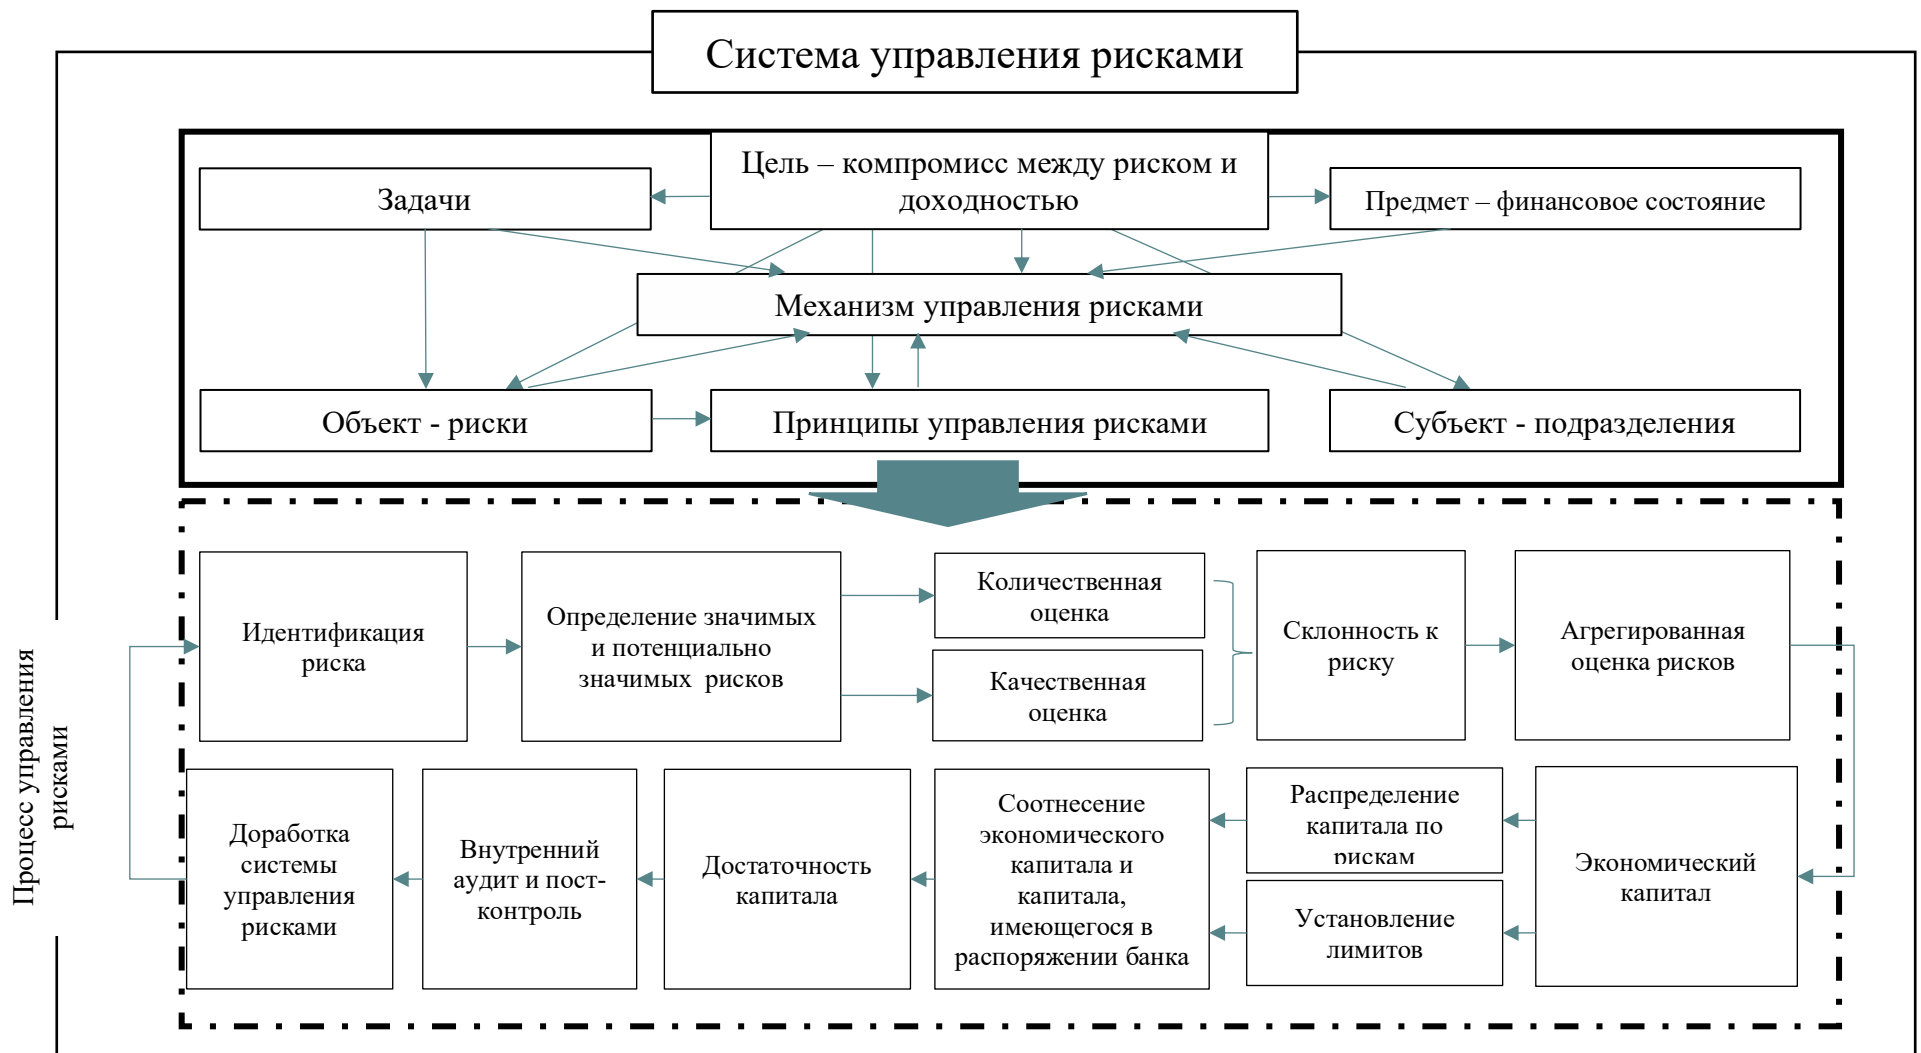 Система управления рисками
Цель – компромисс между риском и
доходностью
Задачи
Предмет – финансовое состояние
Механизм управления рисками
Объект - риски
Принципы управления рисками
Субъект - подразделения
Процесс управления
рисками
Идентификация
риска
Определение значимых
и потенциально
значимых рисков
Количественная
оценка
Качественная
оценка
Склонность к
риску
Агрегированная
оценка рисков
Доработка
системы
управления
рисками
Внутренний
аудит и пост-
контроль
Достаточность
капитала
Соотнесение
экономического
капитала и
капитала,
имеющегося в
распоряжении банка
Распределение
капитала по
рискам
Установление
лимитов
Экономический
капитал